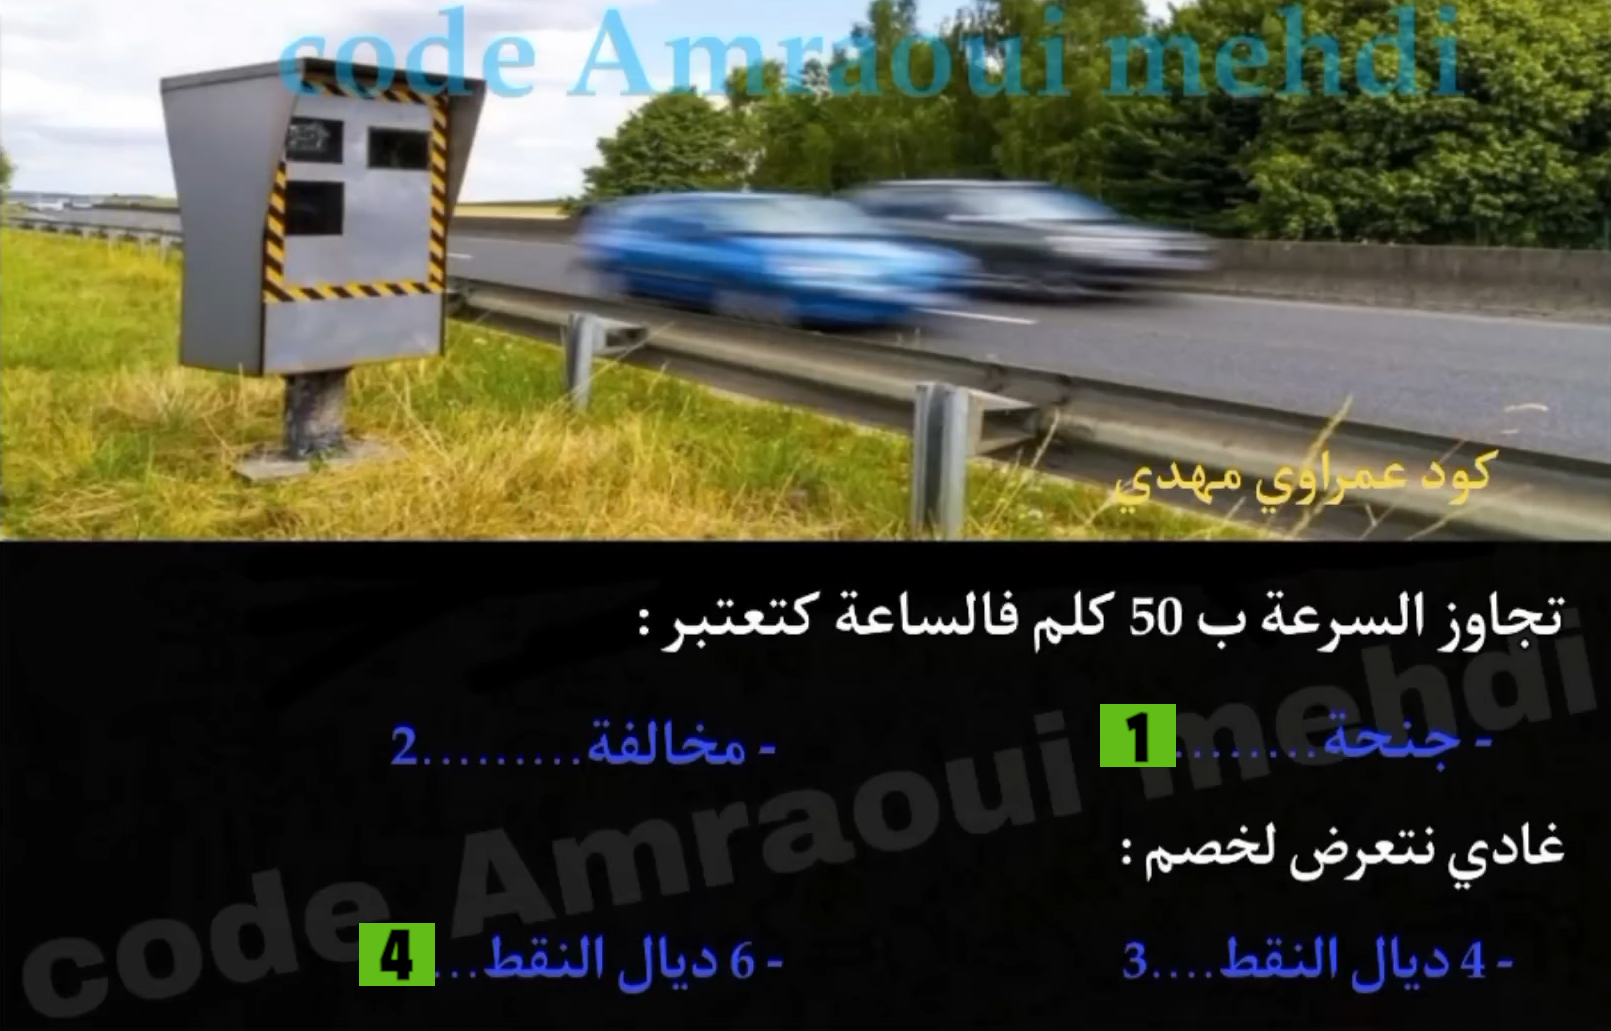 code Amraoui mehdi
كود عمراوي مهدي
تجاوز السرعة ب 50 كلم فالساعة كتعتبر :
- جنحة........1 - مخالفة.........2
غادي نتعرض لخصم :
- 4 ديال النقط....3 - 6 ديال النقط...4
code Amraoui mehdi